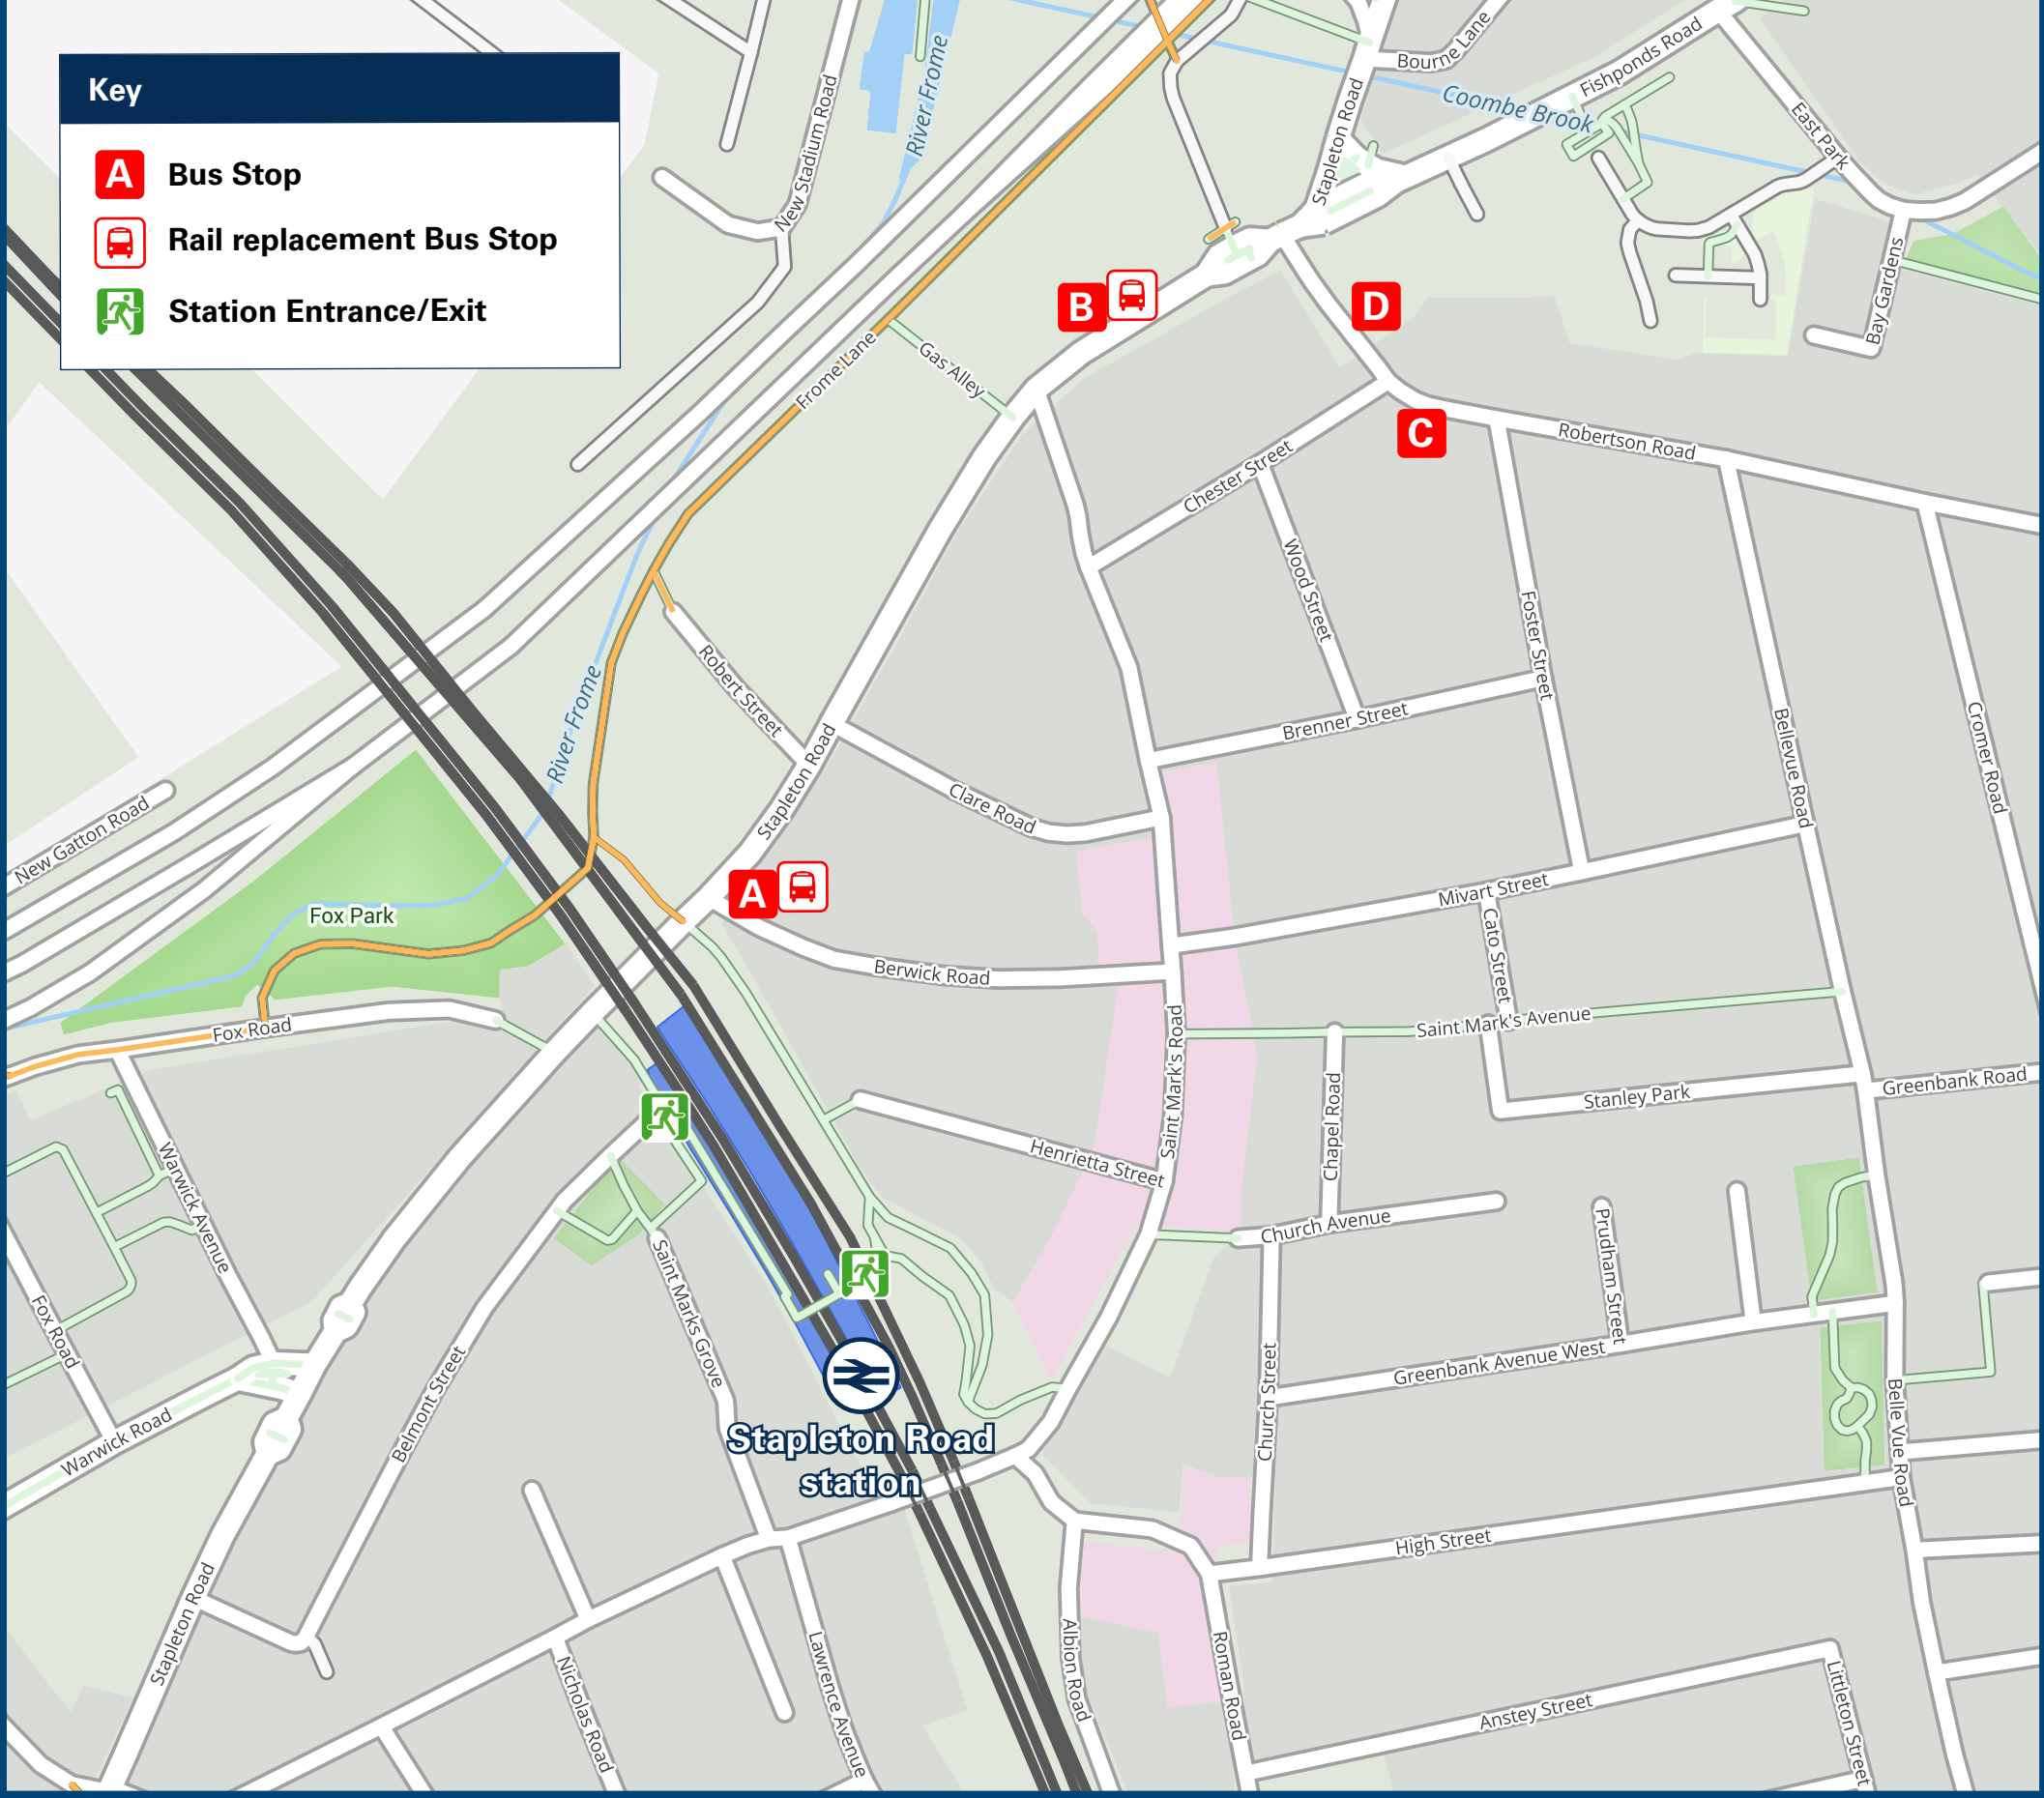 Key
A
Bus Stop
Rail replacement Bus Stop
Station Entrance/Exit
New Stadium Road
River Frome
Stapleton Road
Bourne Lane
Fishponds Road
Coombe Brook
East Park
Bay Gardens
B
D
C
Frome Lane
Gas Alley
Chester Street
Robertson Road
Wood Street
Foster Street
Robert Street
River Frome
Brenner Street
Bellevue Road
Cromer Road
Stapleton Road
Clare Road
New Gatton Road
A
Fox Park
Mivart Street
Cato Street
Berwick Road
Fox Road
Saint Mark's Road
Saint Mark's Avenue
Stanley Park
Greenbank Road
Chapel Road
Henrietta Street
Warwick Avenue
Church Avenue
Prudham Street
Saint Marks Grove
Fox Road
Belmont Street
Greenbank Avenue West
Church Street
Belle Vue Road
Warwick Road
Stapleton Road
station
High Street
Stapleton Road
Nicholas Road
Lawrence Avenue
Albion Road
Roman Road
Anstey Street
Littleton Street